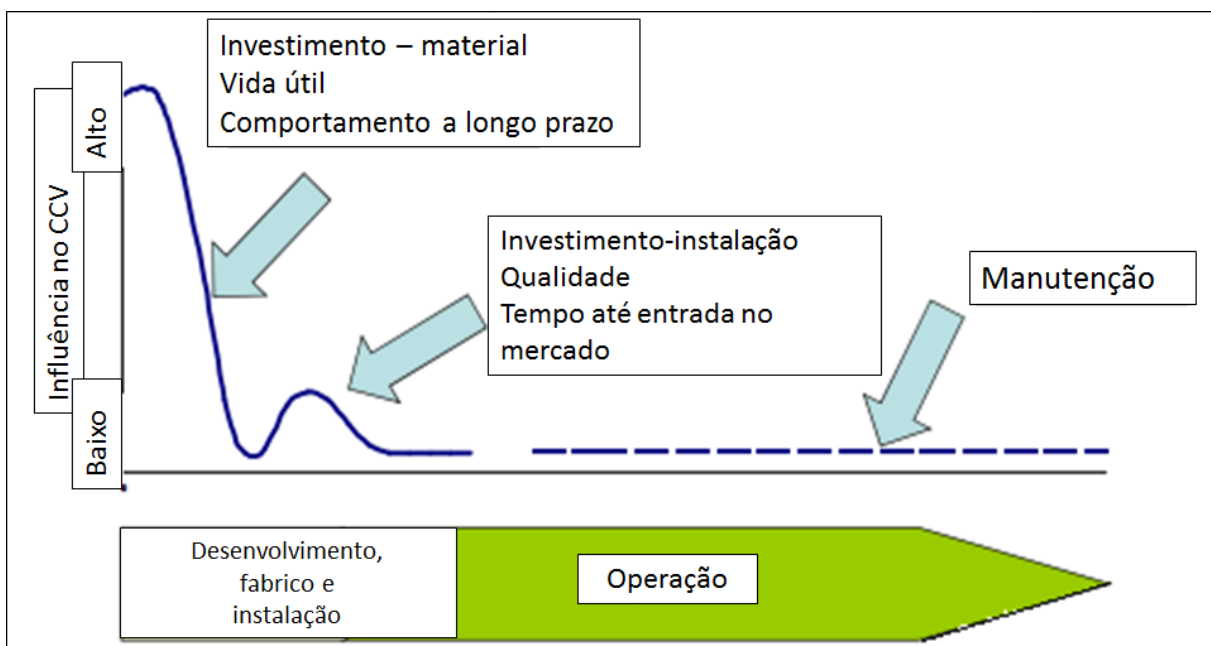 Investimento – material
Vida útil
Comportamento a longo prazo
Influência no CCV
Alto
Baixo
Investimento-instalação
Qualidade
Tempo até entrada no
mercado
Manutenção
Desenvolvimento,
fabrico e
instalação
Operação